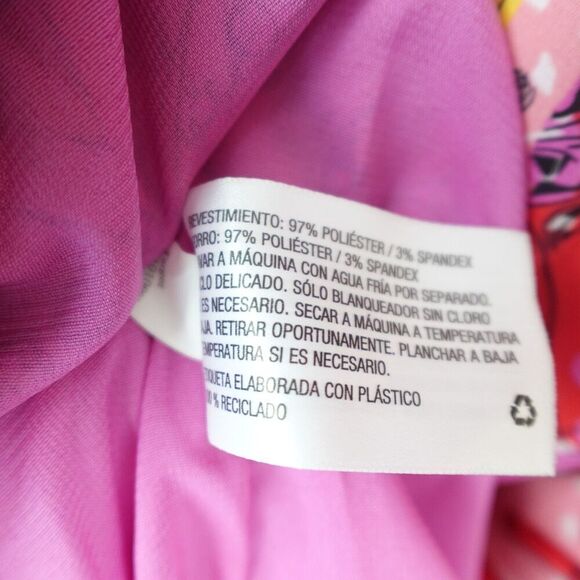 REVESTIMIENTO: 97% POLIÉSTER / 3% SPANDEX
FORRO: 97% POLIÉSTER / 3% SPANDEX
LAVAR A MÁQUINA CON AGUA FRÍA POR SEPARADO.
CICLO DELICADO. SÓLO BLANQUEADOR SIN CLORO
ES NECESARIO. SECAR A MÁQUINA A TEMPERATURA
BAJA. RETIRAR OPORTUNAMENTE. PLANCHAR A BAJA
TEMPERATURA SI ES NECESARIO.
ETIQUETA ELABORADA CON PLÁSTICO
100 % RECICLADO